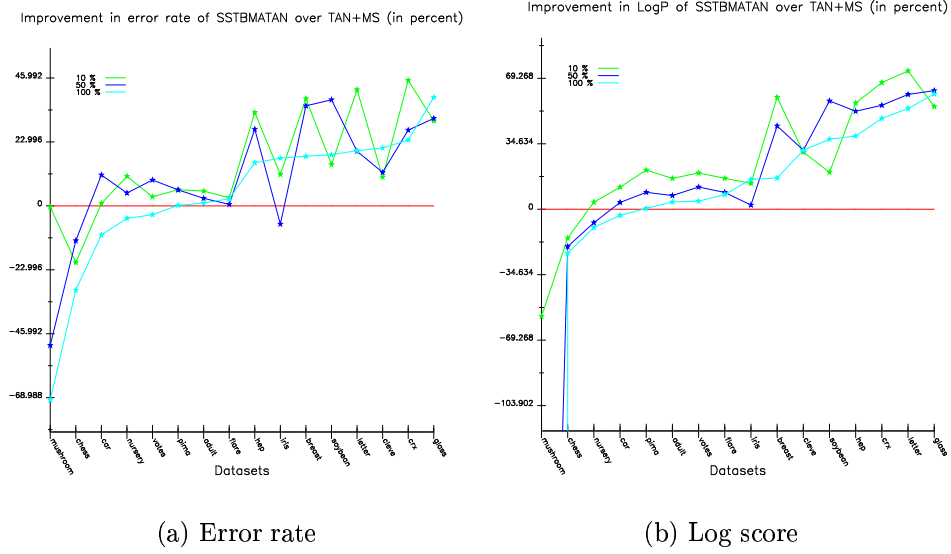 Improvement in error rate of SSTBMATAN over TAN+MS (in percent)
45.992
22.996
0
-22.996
-45.992
-68.988
10 %
50 %
100 %
mushroom
chess
car
nursery
votes
pima
adult
flare
hep
iris
breast
soybean
letter
cleve
crx
glass
Datasets
(a) Error rate
Improvement in LogP of SSTBMATAN over TAN+MS (in percent)
69.268
34.634
0
-34.634
-69.268
-103.902
10 %
50 %
100 %
mushroom
chess
nursery
car
pima
adult
votes
flare
iris
breast
cleve
soybean
hep
crx
letter
glass
Datasets
(b) Log score